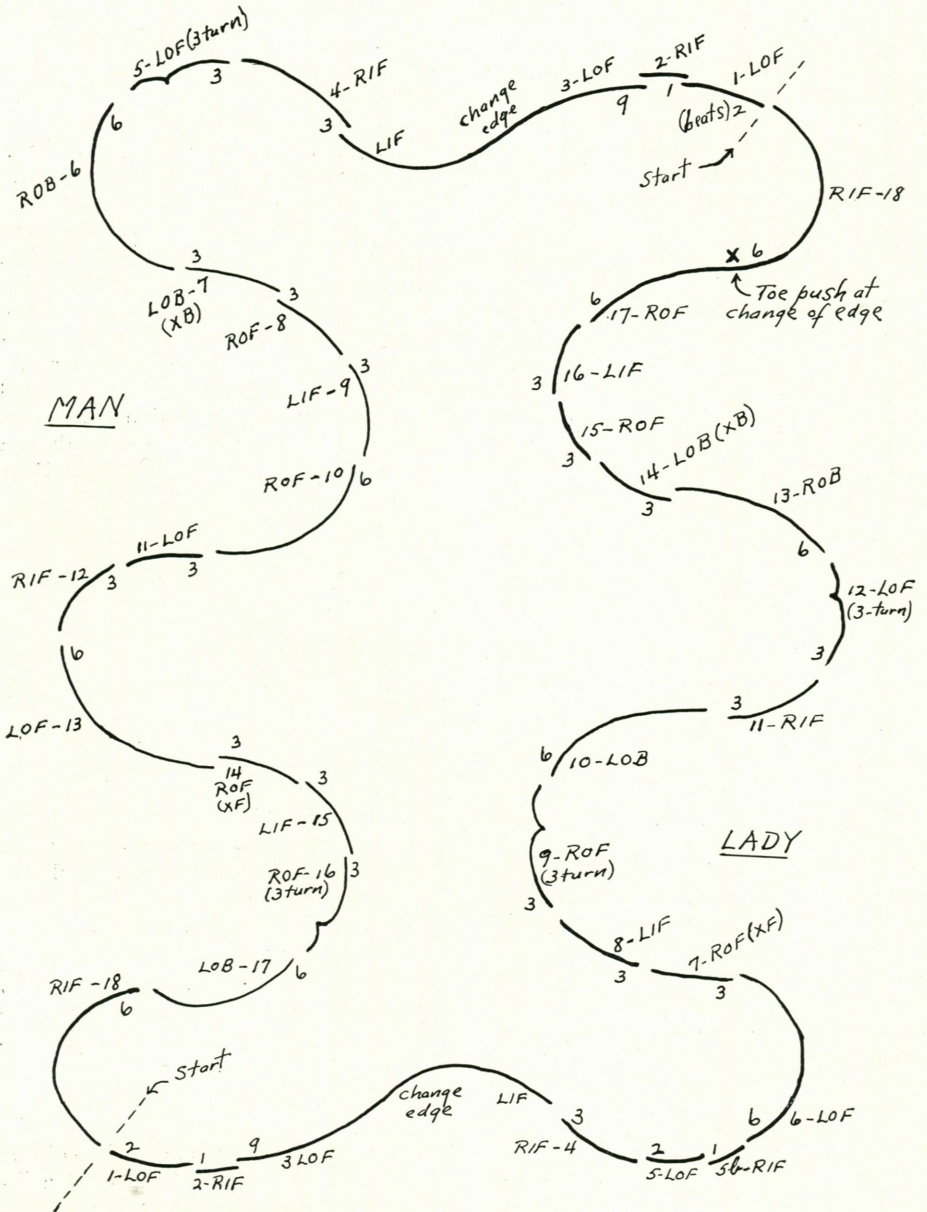 5-LOF(3turn)
3
6
4-RIF
3
LIF
change
edge
3-LOF
9
2-RIF
1
1-LOF
(beats) 2
Start
RIF-18
ROB-6
3
LOB-7
(XB)
3
ROF-8
X 6
Toe push at
change of edge
6
17-ROF
MAN
3
LIF-9
3
16-LIF
15-ROF
3
14-LOB(XB)
3
ROF-10
6
13-ROB
6
11-LOF
3
RIF-12
3
12-LOF
(3-turn)
3
6
LOF-13
3
11-RIF
3
14
ROF
(XF)
6
10-LOB
3
LIF-15
LADY
ROF-16
(3turn)
3
9-ROF
(3turn)
3
8-LIF
3
7-ROF(XF)
3
LOB-17
6
RIF-18
6
Start
change
edge
LIF
3
RIF-4
2
1-LOF
1
2-RIF
9
3 LOF
2
5-LOF
1
5b-RIF
6
6-LOF